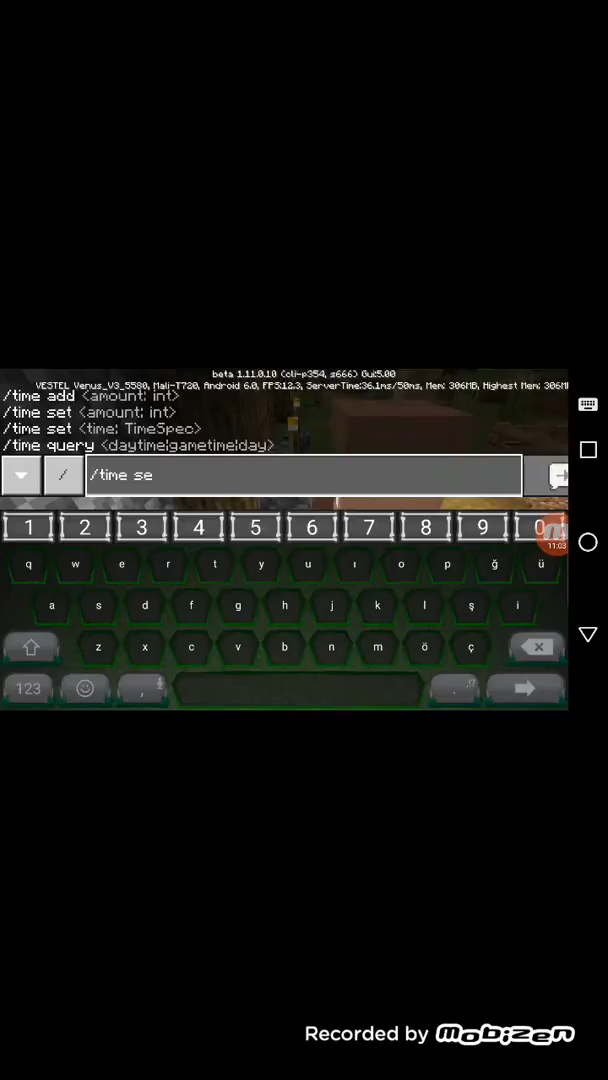 beta 1.11.0.10 (cli-p354, s666) Gui:5.00
VESTEL Venus_V3_5580, Mali-T720, Android 6.0, FPS:12.3, ServerTime:36.1ms/50ms, Mem: 306MB, Highest Mem: 306M
/time add <amount: int>
/time set <amount: int>
/time set <time: TimeSpec>
/time query <daytime|gametime|day>
/ /time se
1 2 3 4 5 6 7 8 9 0
11:03
q w e r t y u ı o p ğ ü
a s d f g h j k l ş i
z x c v b n m ö ç
123 , . ,!?
Recorded by mobizen